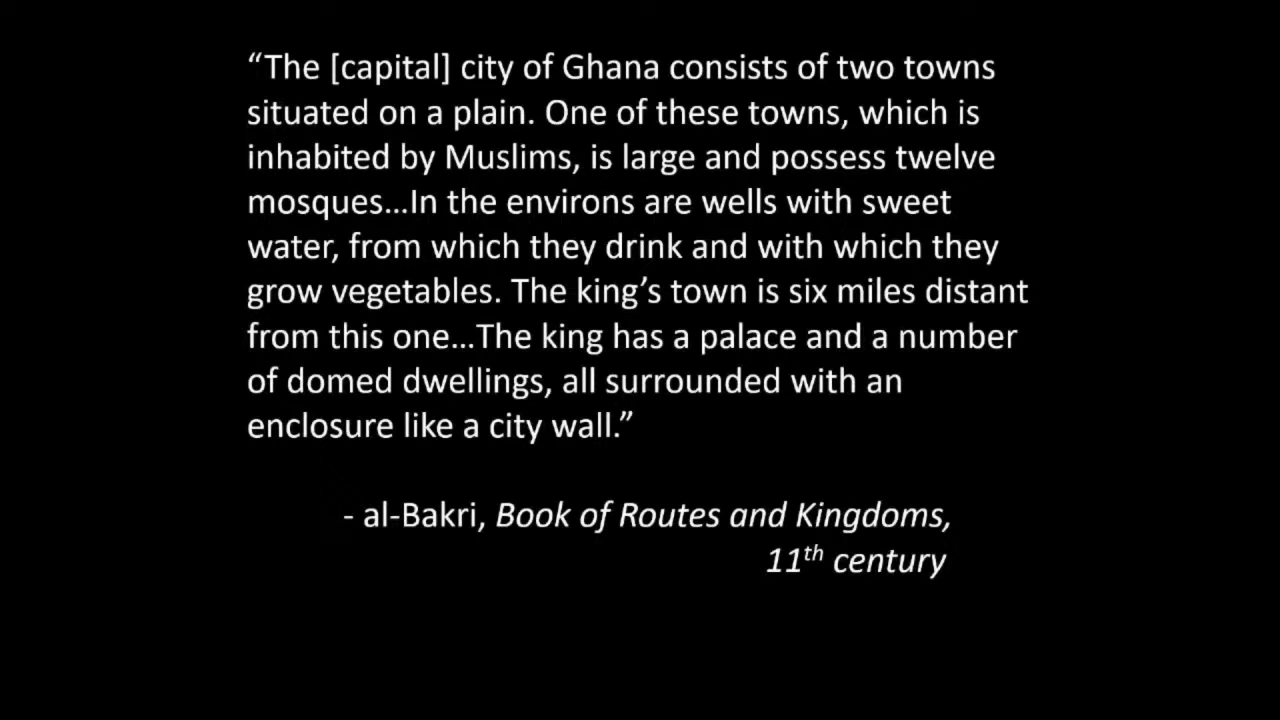 “The [capital] city of Ghana consists of two towns
situated on a plain. One of these towns, which is
inhabited by Muslims, is large and possess twelve
mosques…In the environs are wells with sweet
water, from which they drink and with which they
grow vegetables. The king’s town is six miles distant
from this one…The king has a palace and a number
of domed dwellings, all surrounded with an
enclosure like a city wall.”
- al-Bakri, Book of Routes and Kingdoms,
11th century